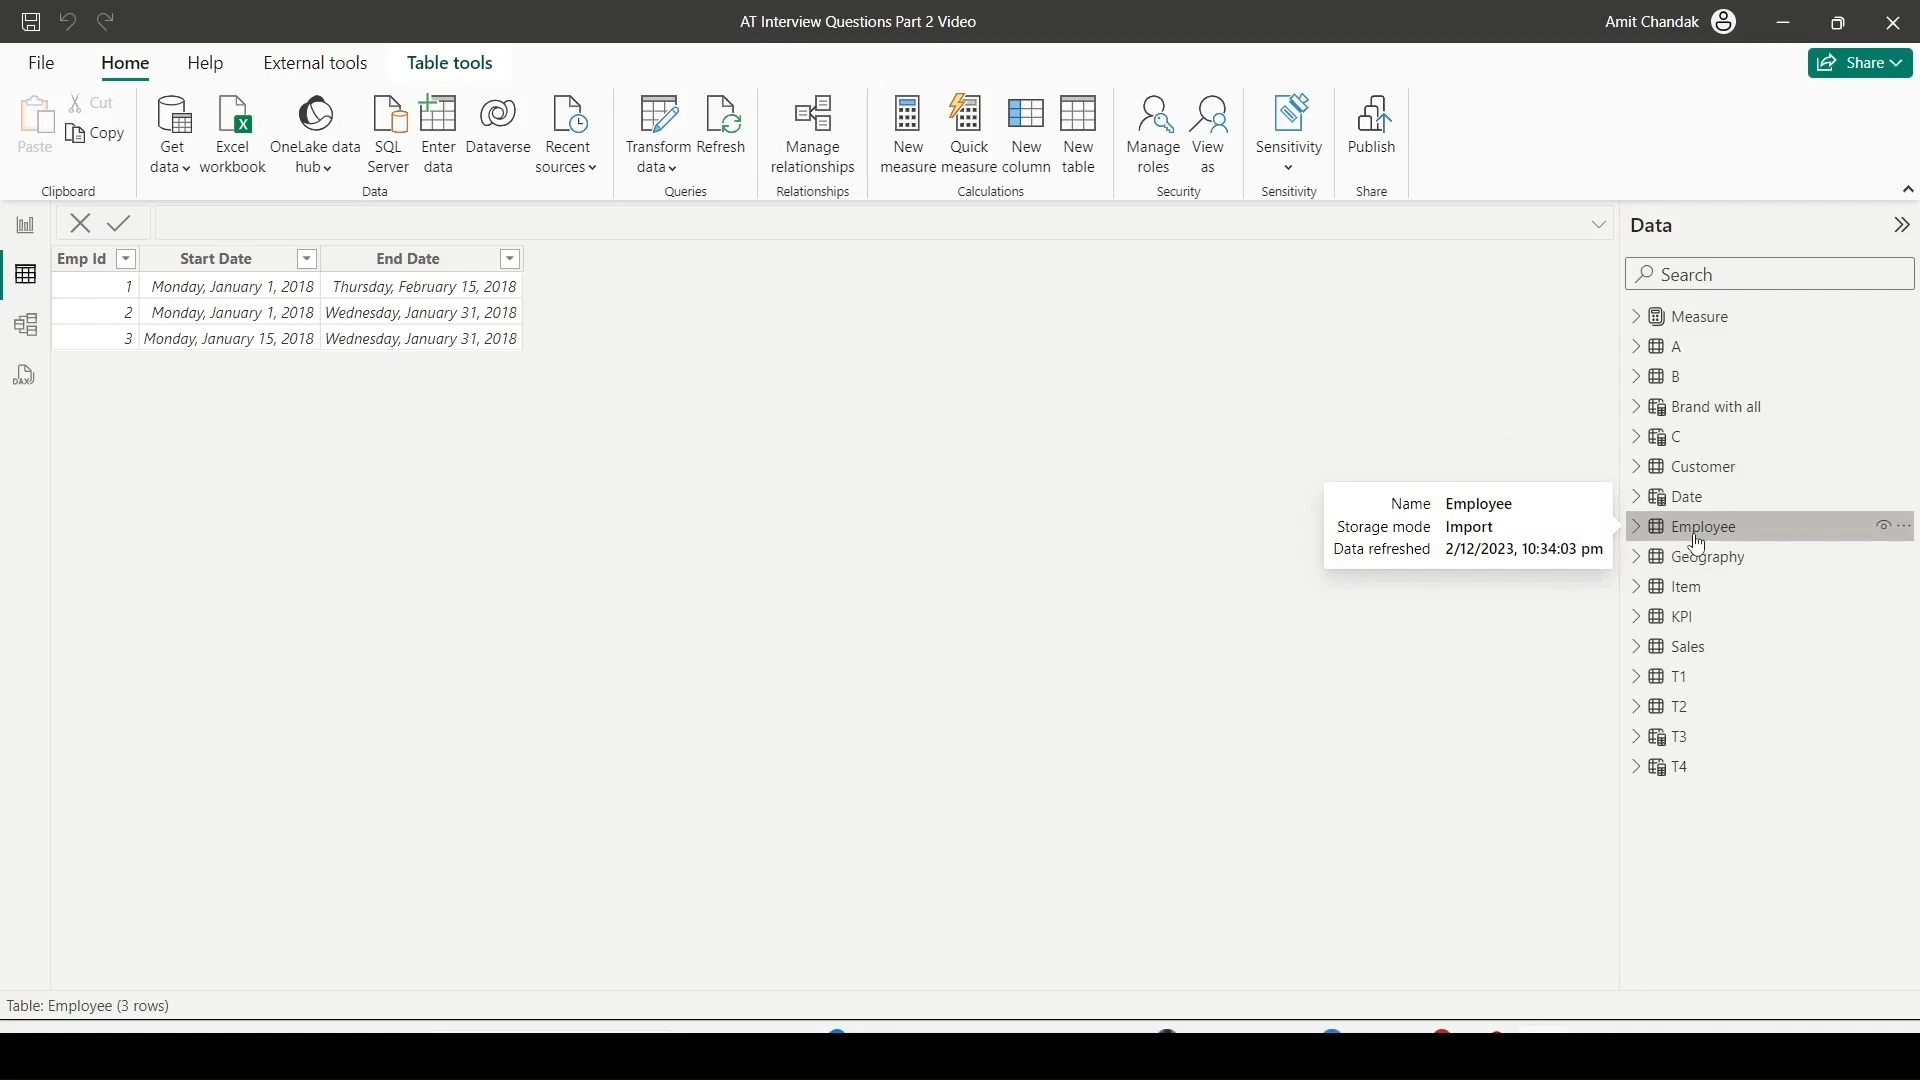 AT Interview Questions Part 2 Video
Amit Chandak
File
Home
Help
External tools
Table tools
Share
Paste
Cut
Copy
Clipboard
Get data
Excel workbook
OneLake data hub
SQL Server
Enter data
Dataverse
Recent sources
Data
Transform data
Refresh
Queries
Manage relationships
Relationships
New measure
Quick measure
New column
New table
Calculations
Manage roles
View as
Security
Sensitivity
Sensitivity
Publish
Share
DAX
Emp Id Start Date End Date
1 Monday, January 1, 2018 Thursday, February 15, 2018
2 Monday, January 1, 2018 Wednesday, January 31, 2018
3 Monday, January 15, 2018 Wednesday, January 31, 2018
Name Employee
Storage mode Import
Data refreshed 2/12/2023, 10:34:03 pm
Data
Search
Measure
A
B
Brand with all
C
Customer
Date
Employee
Geography
Item
KPI
Sales
T1
T2
T3
T4
Table: Employee (3 rows)